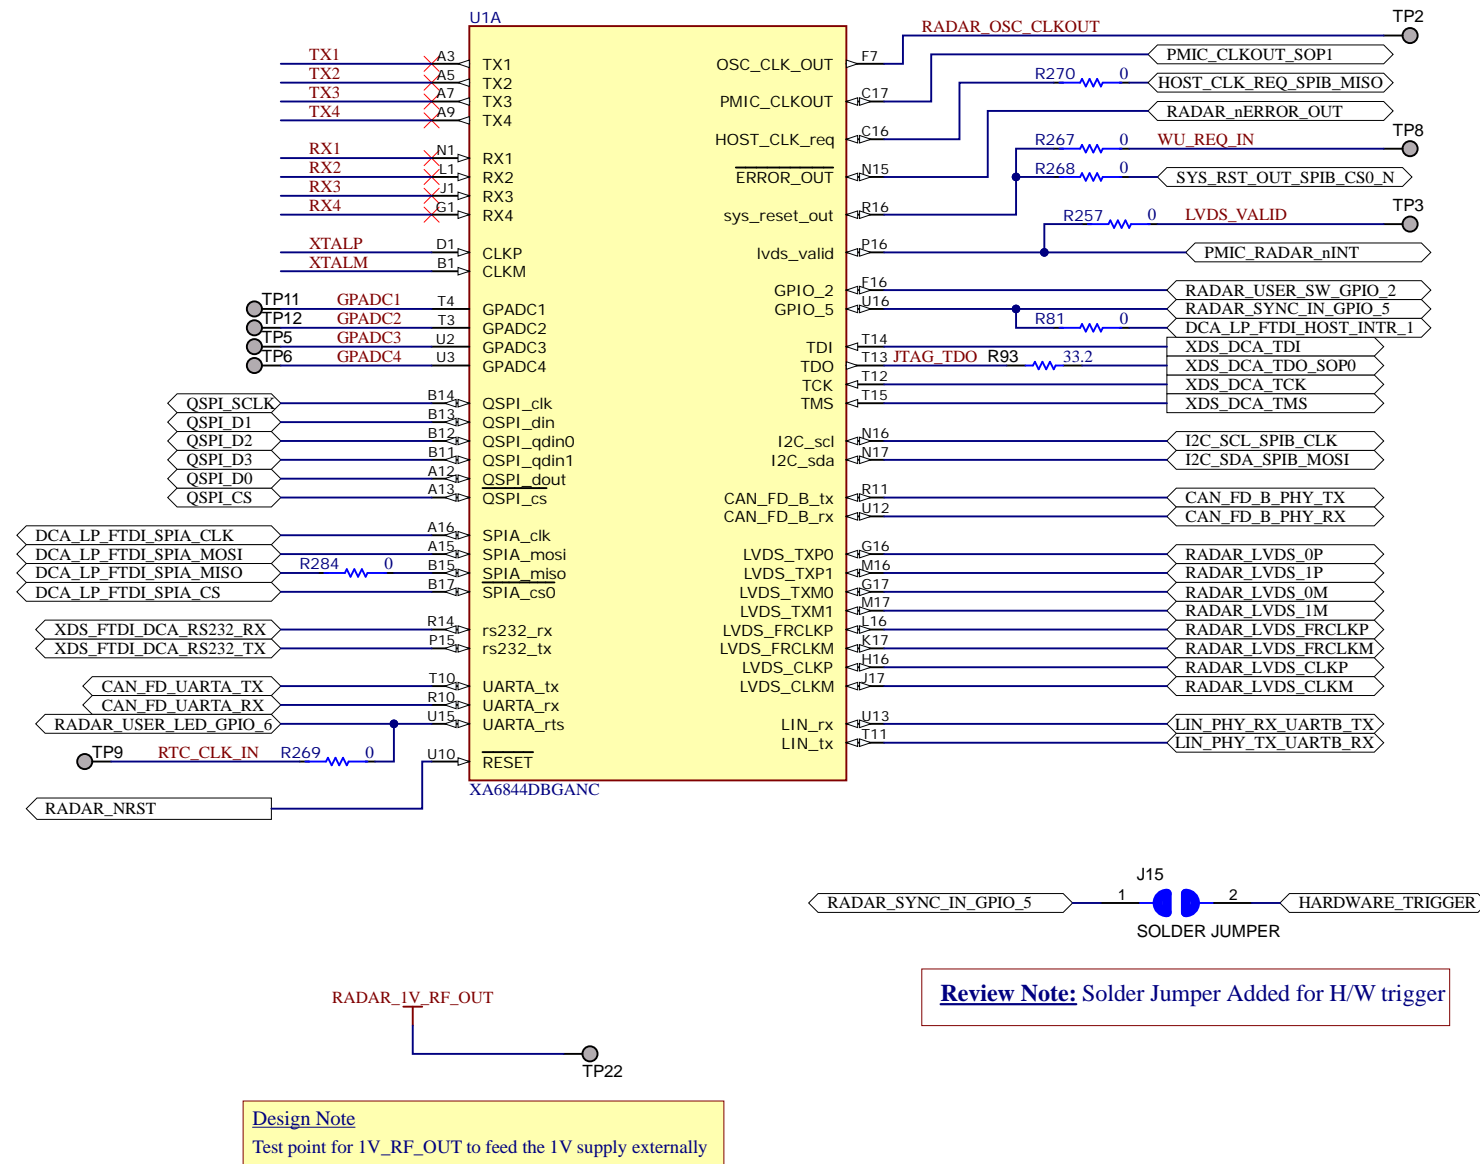 U1A
TX1 A3 TX1
TX2 A5 TX2
TX3 A7 TX3
TX4 A9 TX4
RX1 N1 RX1
RX2 L1 RX2
RX3 J1 RX3
RX4 G1 RX4
XTALP D1 CLKP
XTALM B1 CLKM
TP11 GPADC1 T4 GPADC1
TP12 GPADC2 T3 GPADC2
TP5 GPADC3 U2 GPADC3
TP6 GPADC4 U3 GPADC4
QSPI_SCLK B14 QSPI_clk
QSPI_D1 B13 QSPI_din
QSPI_D2 B12 QSPI_qdin0
QSPI_D3 B11 QSPI_qdin1
QSPI_D0 A12 QSPI_dout
QSPI_CS A13 QSPI_cs
DCA_LP_FTDI_SPIA_CLK A16 SPIA_clk
DCA_LP_FTDI_SPIA_MOSI A15 SPIA_mosi
DCA_LP_FTDI_SPIA_MISO R284 0 B15 SPIA_miso
DCA_LP_FTDI_SPIA_CS B17 SPIA_cs0
XDS_FTDI_DCA_RS232_RX R14 rs232_rx
XDS_FTDI_DCA_RS232_TX P15 rs232_tx
CAN_FD_UARTA_TX T10 UARTA_tx
CAN_FD_UARTA_RX R10 UARTA_rx
RADAR_USER_LED_GPIO_6 U15 UARTA_rts
TP9 RTC_CLK_IN R269 0 U10 RESET
RADAR_NRST
XA6844DBGANC
OSC_CLK_OUT F7 RADAR_OSC_CLKOUT TP2
PMIC_CLKOUT C17 PMIC_CLKOUT_SOP1
HOST_CLK_req C16 R270 0 HOST_CLK_REQ_SPIB_MISO
ERROR_OUT N15 RADAR_nERROR_OUT
R267 0 WU_REQ_IN TP8
sys_reset_out R16 R268 0 SYS_RST_OUT_SPIB_CS0_N
R257 0 LVDS_VALID TP3
lvds_valid P16 PMIC_RADAR_nINT
GPIO_2 F16 RADAR_USER_SW_GPIO_2
GPIO_5 U16 RADAR_SYNC_IN_GPIO_5
R81 0 DCA_LP_FTDI_HOST_INTR_1
TDI T14 XDS_DCA_TDI
TDO T13 JTAG_TDO R93 33.2 XDS_DCA_TDO_SOP0
TCK T12 XDS_DCA_TCK
TMS T15 XDS_DCA_TMS
I2C_scl N16 I2C_SCL_SPIB_CLK
I2C_sda N17 I2C_SDA_SPIB_MOSI
CAN_FD_B_tx R11 CAN_FD_B_PHY_TX
CAN_FD_B_rx U12 CAN_FD_B_PHY_RX
LVDS_TXP0 G16 RADAR_LVDS_0P
LVDS_TXP1 M16 RADAR_LVDS_1P
LVDS_TXM0 G17 RADAR_LVDS_0M
LVDS_TXM1 M17 RADAR_LVDS_1M
LVDS_FRCLKP L16 RADAR_LVDS_FRCLKP
LVDS_FRCLKM K17 RADAR_LVDS_FRCLKM
LVDS_CLKP H16 RADAR_LVDS_CLKP
LVDS_CLKM J17 RADAR_LVDS_CLKM
LIN_rx U13 LIN_PHY_RX_UARTB_TX
LIN_tx T11 LIN_PHY_TX_UARTB_RX
J15
RADAR_SYNC_IN_GPIO_5 1 2 HARDWARE_TRIGGER
SOLDER JUMPER
Review Note: Solder Jumper Added for H/W trigger
RADAR_1V_RF_OUT
TP22
Design Note
Test point for 1V_RF_OUT to feed the 1V supply externally